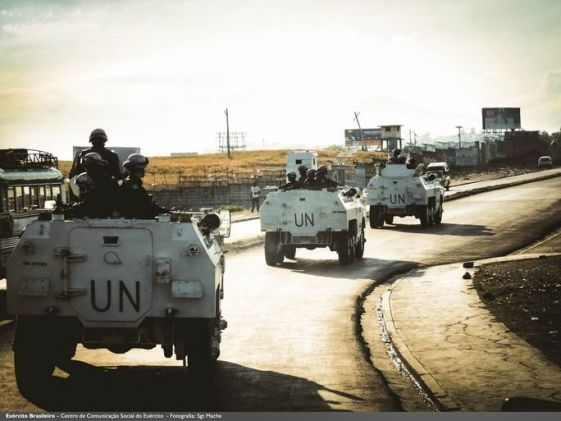 UN
UN
UN
Exército Brasileiro – Centro de Comunicação Social do Exército - Fotografia: Sgt Mache